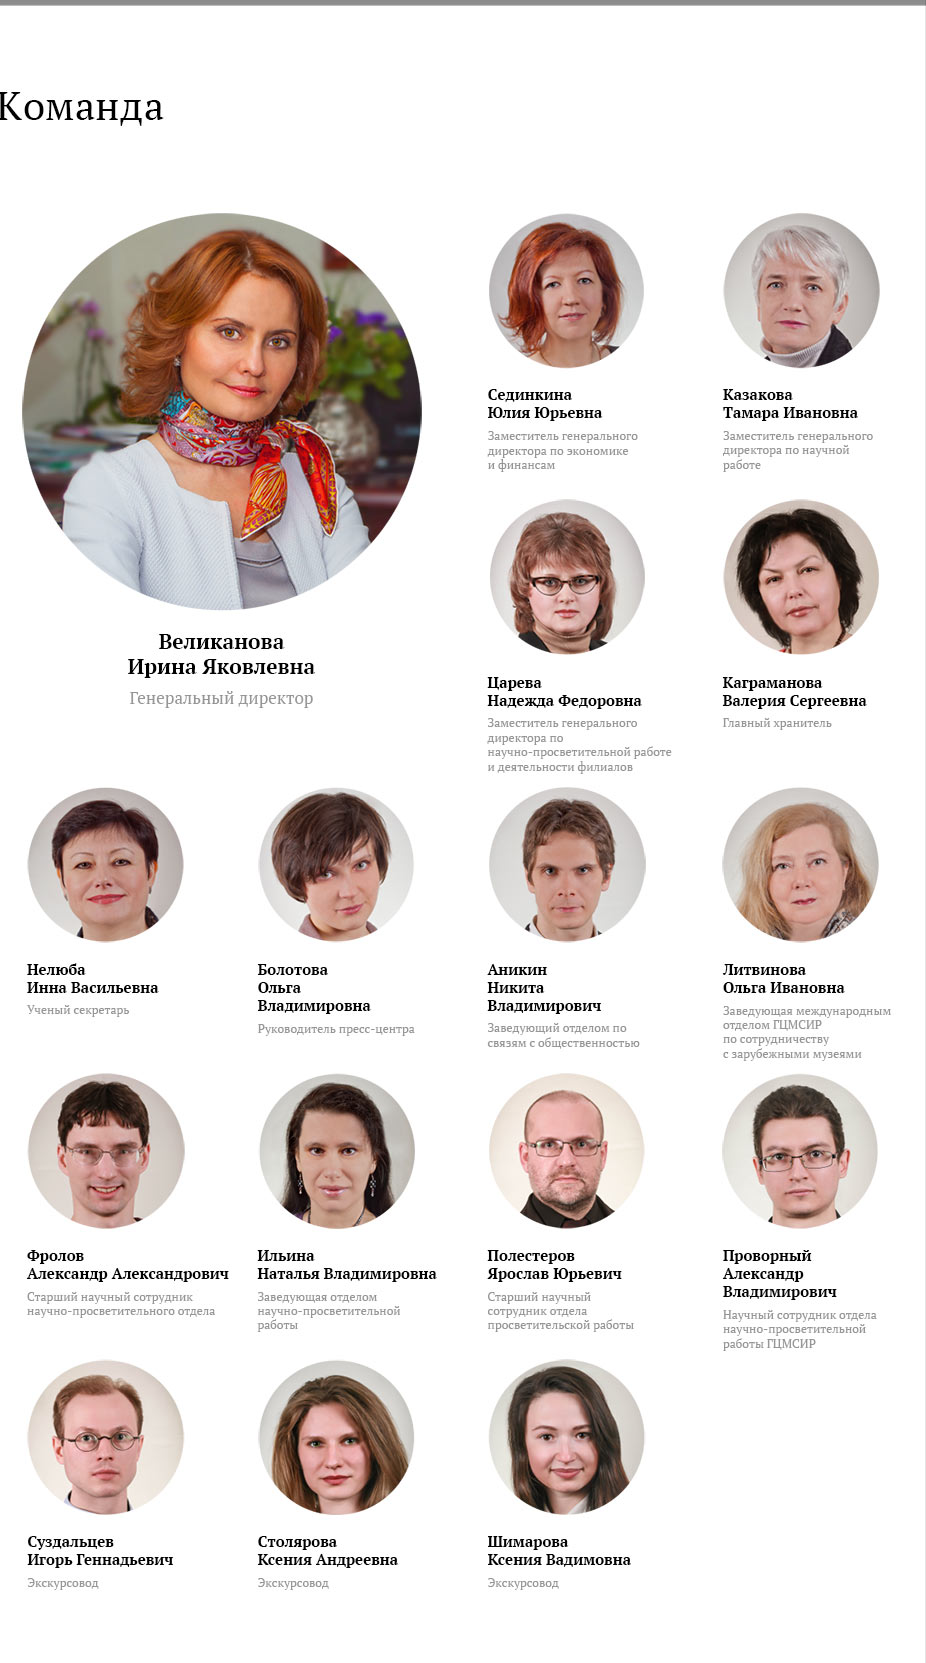 Команда
Великанова
Ирина Яковлевна
Генеральный директор
Сединкина
Юлия Юрьевна
Заместитель генерального
директора по экономике
и финансам
Казакова
Тамара Ивановна
Заместитель генерального
директора по научной
работе
Царева
Надежда Федоровна
Заместитель генерального
директора по
научно-просветительной работе
и деятельности филиалов
Каграманова
Валерия Сергеевна
Главный хранитель
Нелюба
Инна Васильевна
Ученый секретарь
Болотова
Ольга
Владимировна
Руководитель пресс-центра
Аникин
Никита
Владимирович
Заведующий отделом по
связям с общественностью
Литвинова
Ольга Ивановна
Заведующая международным
отделом ГЦМСИР
по сотрудничеству
с зарубежными музеями
Фролов
Александр Александрович
Старший научный сотрудник
научно-просветительного отдела
Ильина
Наталья Владимировна
Заведующая отделом
научно-просветительной
работы
Полестеров
Ярослав Юрьевич
Старший научный
сотрудник отдела
просветительской работы
Проворный
Александр
Владимирович
Научный сотрудник отдела
научно-просветительной
работы ГЦМСИР
Суздальцев
Игорь Геннадьевич
Экскурсовод
Столярова
Ксения Андреевна
Экскурсовод
Шимарова
Ксения Вадимовна
Экскурсовод